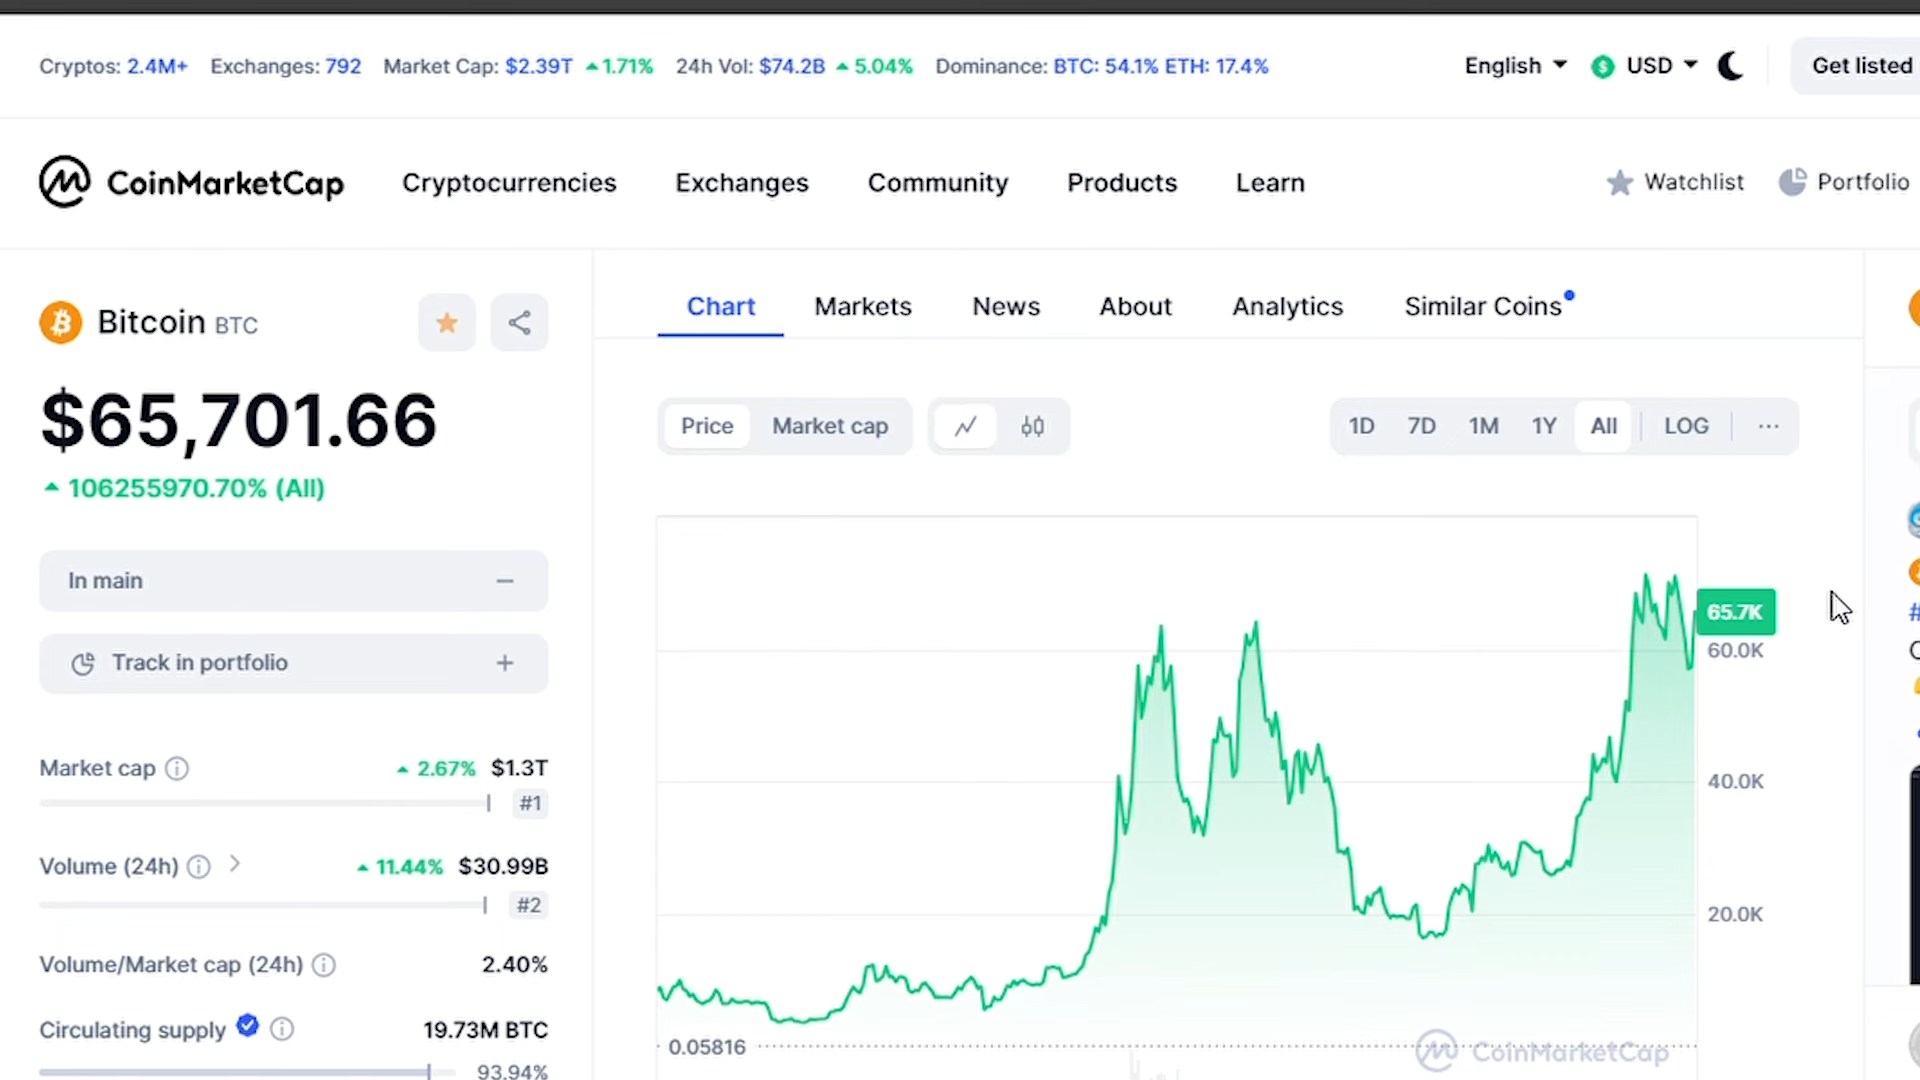 Cryptos: 2.4M+ Exchanges: 792 Market Cap: $2.39T 1.71% 24h Vol: $74.2B 5.04% Dominance: BTC: 54.1% ETH: 17.4% English USD Get listed
CoinMarketCap Cryptocurrencies Exchanges Community Products Learn Watchlist Portfolio
Bitcoin BTC
$65,701.66
106255970.70% (All)
In main
Track in portfolio
Market cap 2.67% $1.3T
#1
Volume (24h) 11.44% $30.99B
#2
Volume/Market cap (24h) 2.40%
Circulating supply 19.73M BTC
93.94%
Chart Markets News About Analytics Similar Coins
Price Market cap 1D 7D 1M 1Y All LOG ...
65.7K
60.0K
40.0K
20.0K
0.05816
CoinMarketCap
#